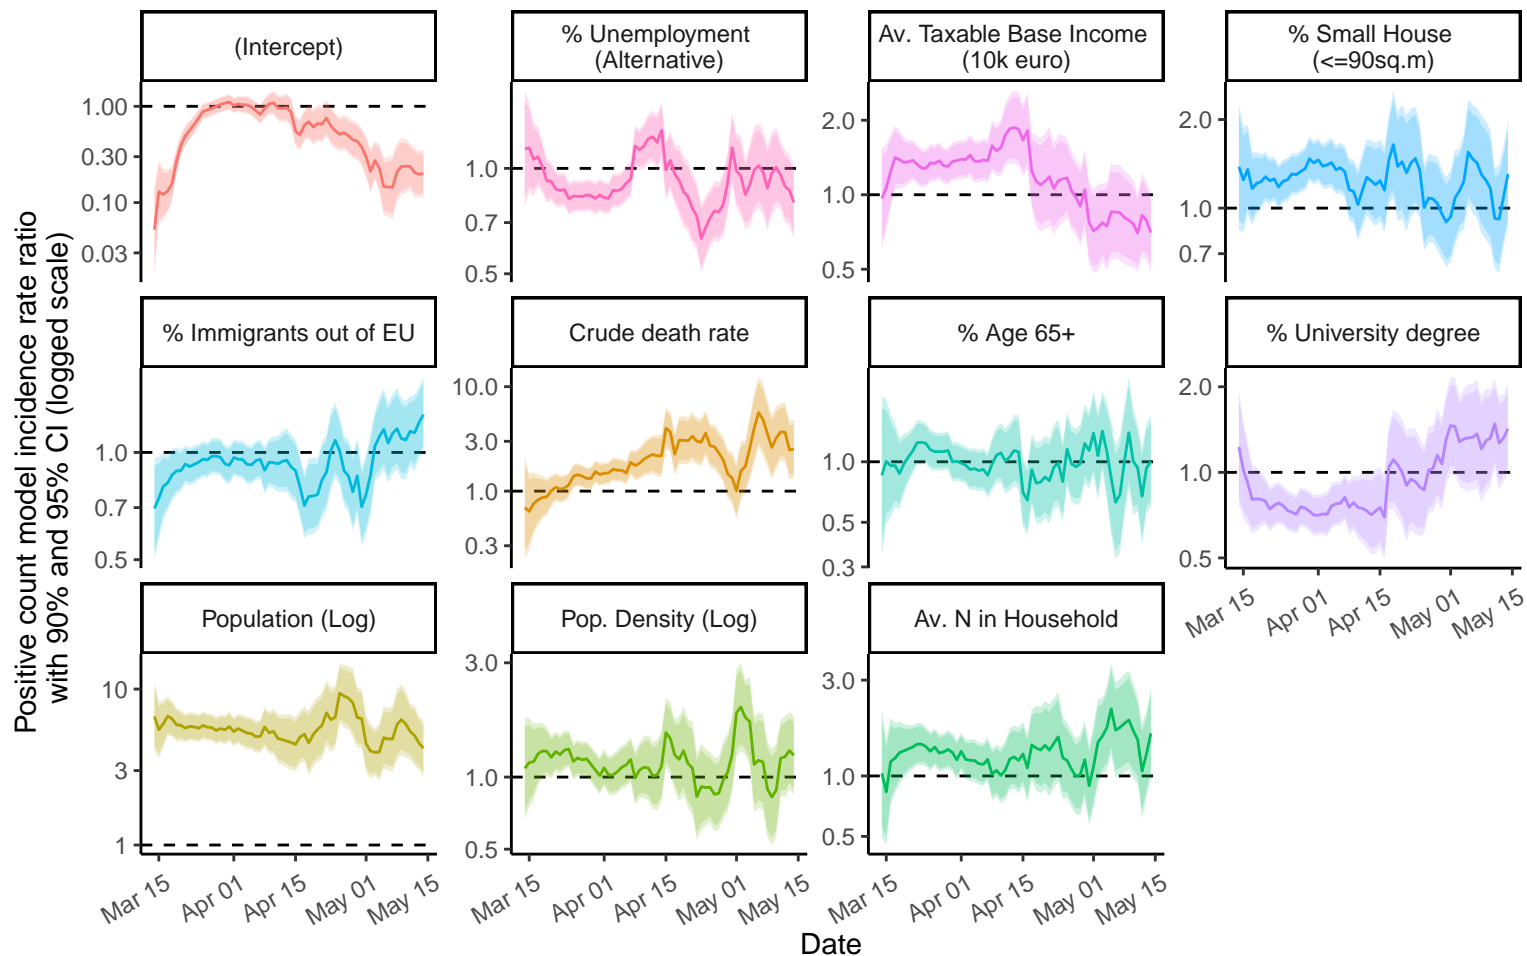 Positive count model incidence rate ratio
with 90% and 95% CI (logged scale)
(Intercept)
1.00
0.30
0.10
0.03
% Unemployment
(Alternative)
1.0
0.7
0.5
Av. Taxable Base Income
(10k euro)
2.0
1.0
0.5
% Small House
(<=90sq.m)
2.0
1.0
0.7
% Immigrants out of EU
1.0
0.7
0.5
Crude death rate
10.0
3.0
1.0
0.3
% Age 65+
1.0
0.5
0.3
% University degree
2.0
1.0
0.5
Mar 15 Apr 01 Apr 15 May 01 May 15
Population (Log)
10
3
1
Mar 15 Apr 01 Apr 15 May 01 May 15
Pop. Density (Log)
3.0
1.0
0.5
Mar 15 Apr 01 Apr 15 May 01 May 15
Av. N in Household
3.0
1.0
0.5
Mar 15 Apr 01 Apr 15 May 01 May 15
Date